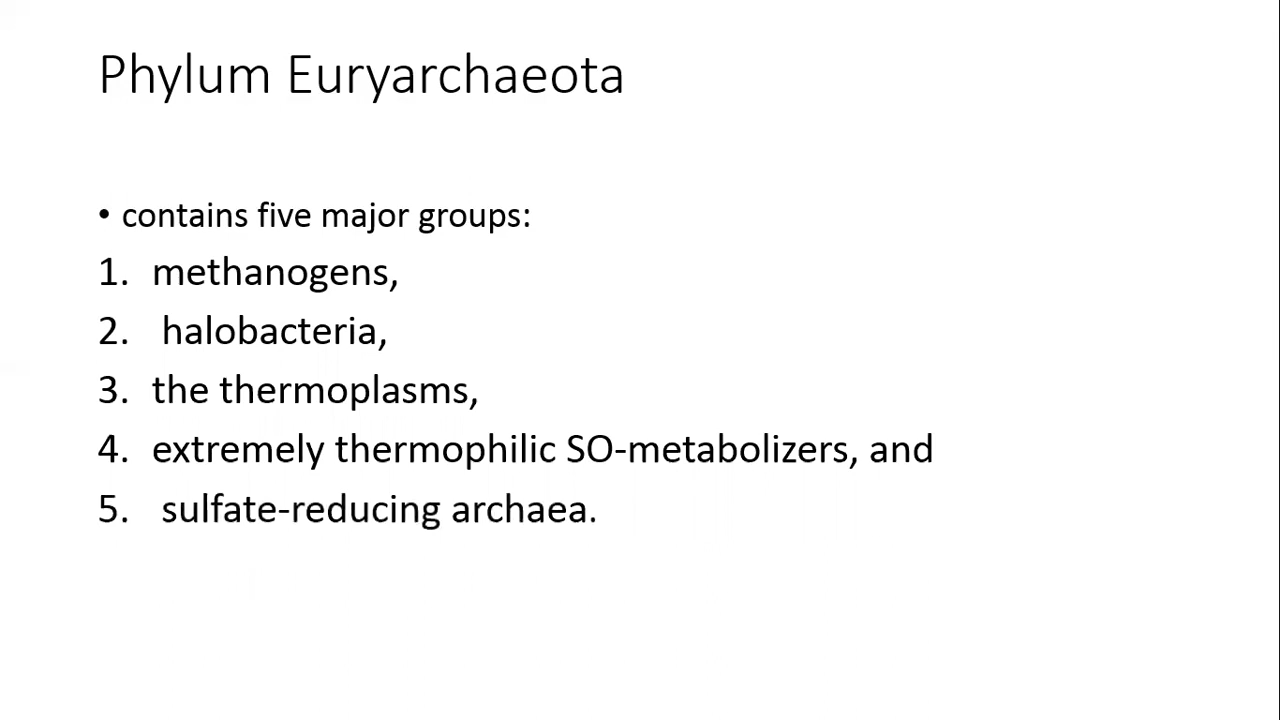 Phylum Euryarchaeota
• contains five major groups:
1. methanogens,
2. halobacteria,
3. the thermoplasms,
4. extremely thermophilic SO-metabolizers, and
5. sulfate-reducing archaea.